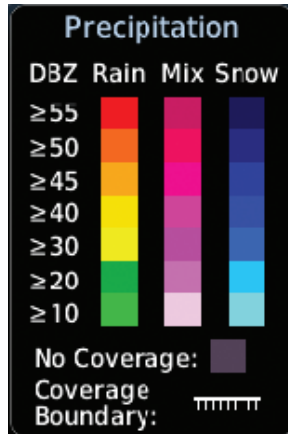 Precipitation
DBZ Rain Mix Snow
≥55
≥50
≥45
≥40
≥30
≥20
≥10
No Coverage:
Coverage
Boundary: